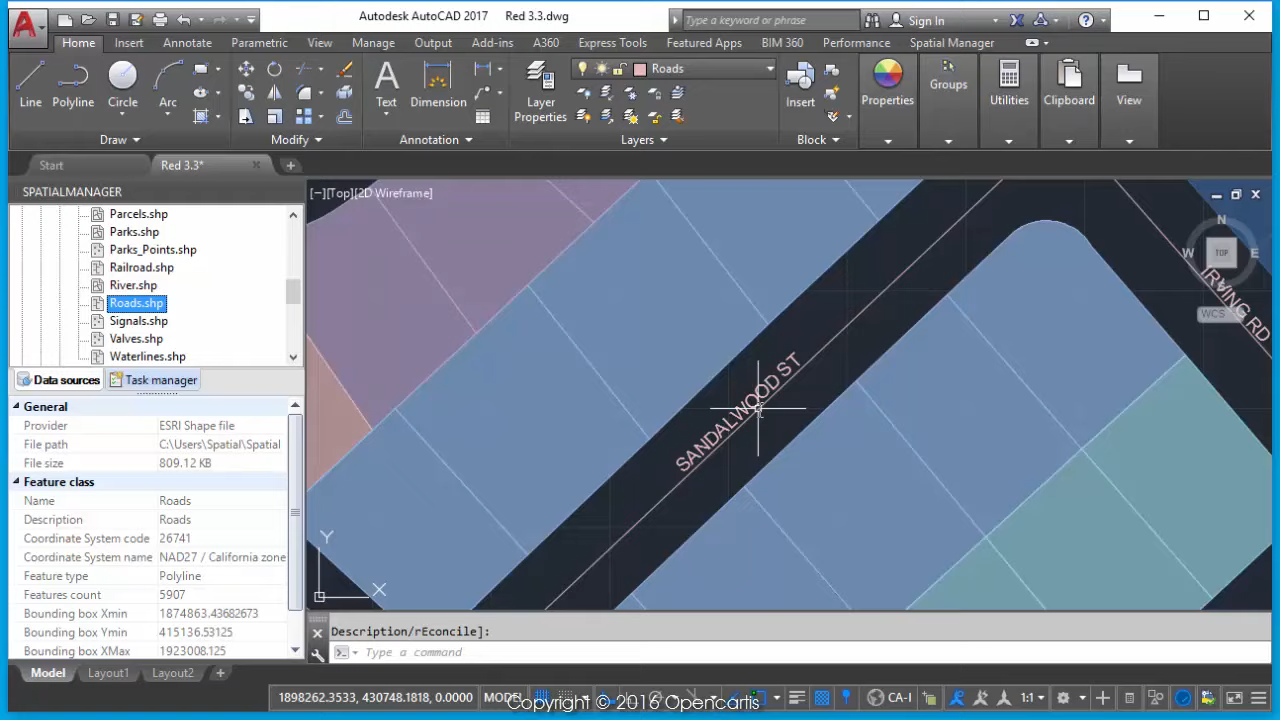 Autodesk AutoCAD 2017 Red 3.3.dwg
Type a keyword or phrase
Sign In
Home Insert Annotate Parametric View Manage Output Add-ins A360 Express Tools Featured Apps BIM 360 Performance Spatial Manager
Roads
Line Polyline Circle Arc
Text Dimension
Layer Properties
Insert
Properties Groups Utilities Clipboard View
Draw Modify Annotation Layers Block
Start Red 3.3*
SPATIALMANAGER
[−][Top][2D Wireframe]
Parcels.shp
Parks.shp
Parks_Points.shp
Railroad.shp
River.shp
Roads.shp
Signals.shp
Valves.shp
Waterlines.shp
Data sources Task manager
General
Provider ESRI Shape file
File path C:\Users\Spatial\Spatial
File size 809.12 KB
Feature class
Name Roads
Description Roads
Coordinate System code 26741
Coordinate System name NAD27 / California zone
Feature type Polyline
Features count 5907
Bounding box Xmin 1874863.43682673
Bounding box Ymin 415136.53125
Bounding box XMax 1923008.125
SANDALWOOD ST
IRVING RD
N
W TOP E
S
WCS
Y
X
Description/rEconcile]:
Type a command
Model Layout1 Layout2
1898262.3533, 430748.1818, 0.0000 MODEL
CA-I
1:1
Copyright © 2016 Opencartis